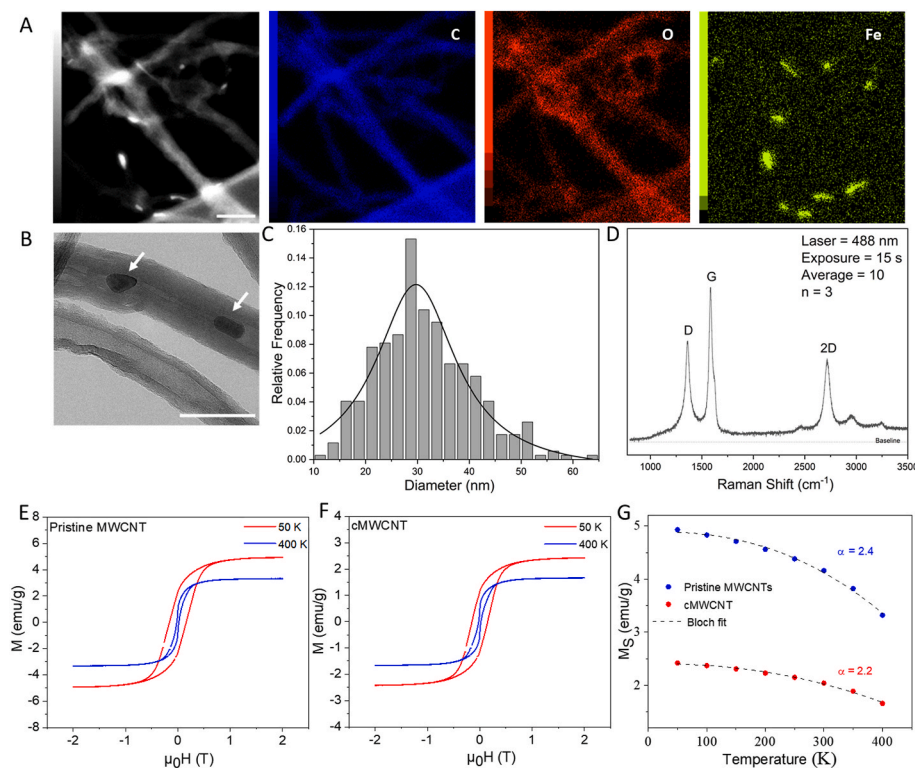 A
C
O
Fe
B
C
D
0.16
0.14
0.12
0.10
0.08
0.06
0.04
0.02
0.00
Relative Frequency
10 20 30 40 50 60
Diameter (nm)
Laser = 488 nm
Exposure = 15 s
Average = 10
n = 3
D
G
2D
Baseline
1000 1500 2000 2500 3000 3500
Raman Shift (cm-1)
E
Pristine MWCNT
50 K
400 K
8
6
4
2
0
-2
-4
-6
-8
M (emu/g)
-2 -1 0 1 2
µ0H (T)
F
cMWCNT
50 K
400 K
4
3
2
1
0
-1
-2
-3
-4
M (emu/g)
-2 -1 0 1 2
µ0H (T)
G
α = 2.4
Pristine MWCNTs
cMWCNT
Bloch fit
α = 2.2
5
4
3
2
MS (emu/g)
0 100 200 300 400
Temperature (K)